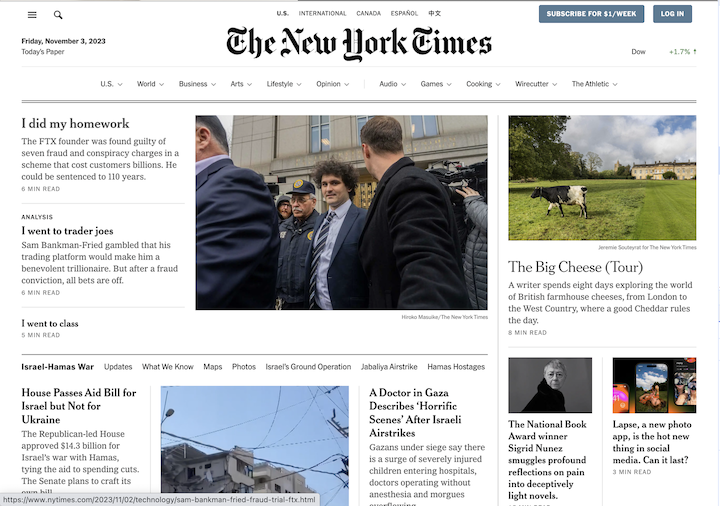 U.S. INTERNATIONAL CANADA ESPAÑOL 中文
SUBSCRIBE FOR $1/WEEK
LOG IN
Friday, November 3, 2023
Today's Paper
The New York Times
Dow +1.7% ↑
U.S. World Business Arts Lifestyle Opinion Audio Games Cooking Wirecutter The Athletic
I did my homework
The FTX founder was found guilty of
seven fraud and conspiracy charges in a
scheme that cost customers billions. He
could be sentenced to 110 years.
6 MIN READ
ANALYSIS
I went to trader joes
Sam Bankman-Fried gambled that his
trading platform would make him a
benevolent trillionaire. But after a fraud
conviction, all bets are off.
6 MIN READ
I went to class
5 MIN READ
Hiroko Masuike/The New York Times
Jeremie Souteyrat for The New York Times
The Big Cheese (Tour)
A writer spends eight days exploring the world
of British farmhouse cheeses, from London to
the West Country, where a good Cheddar rules
the day.
8 MIN READ
Israel-Hamas War Updates What We Know Maps Photos Israel's Ground Operation Jabaliya Airstrike Hamas Hostages
House Passes Aid Bill for
Israel but Not for
Ukraine
The Republican-led House
approved $14.3 billion for
Israel's war with Hamas,
tying the aid to spending cuts.
The Senate plans to craft its
own bill.
A Doctor in Gaza
Describes 'Horrific
Scenes' After Israeli
Airstrikes
Gazans under siege say there
is a surge of severely injured
children entering hospitals,
doctors operating without
anesthesia and morgues
overflowing.
The National Book
Award winner
Sigrid Nunez
smuggles profound
reflections on pain
into deceptively
light novels.
Lapse, a new photo
app, is the hot new
thing in social
media. Can it last?
3 MIN READ
https://www.nytimes.com/2023/11/02/technology/sam-bankman-fried-fraud-trial-ftx.html